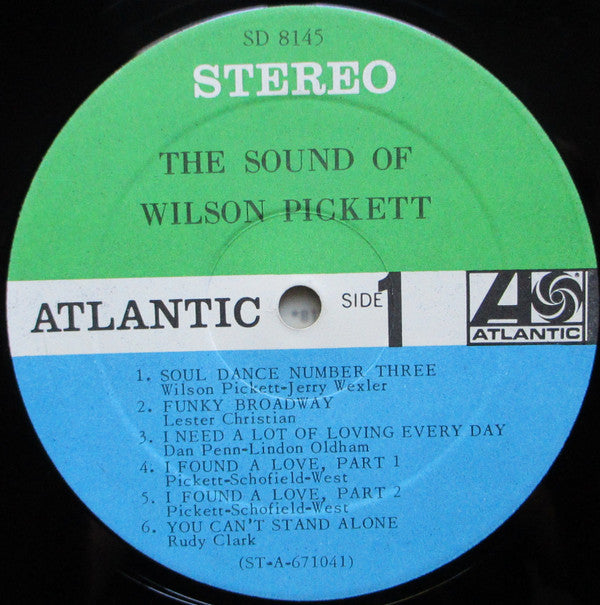 SD 8145
STEREO
THE SOUND OF
WILSON PICKETT
ATLANTIC
SIDE 1
ATLANTIC
1. SOUL DANCE NUMBER THREE
Wilson Pickett-Jerry Wexler
2. FUNKY BROADWAY
Lester Christian
3. I NEED A LOT OF LOVING EVERY DAY
Dan Penn-Lindon Oldham
4. I FOUND A LOVE, PART 1
Pickett-Schofield-West
5. I FOUND A LOVE, PART 2
Pickett-Schofield-West
6. YOU CAN'T STAND ALONE
Rudy Clark
(ST-A-671041)